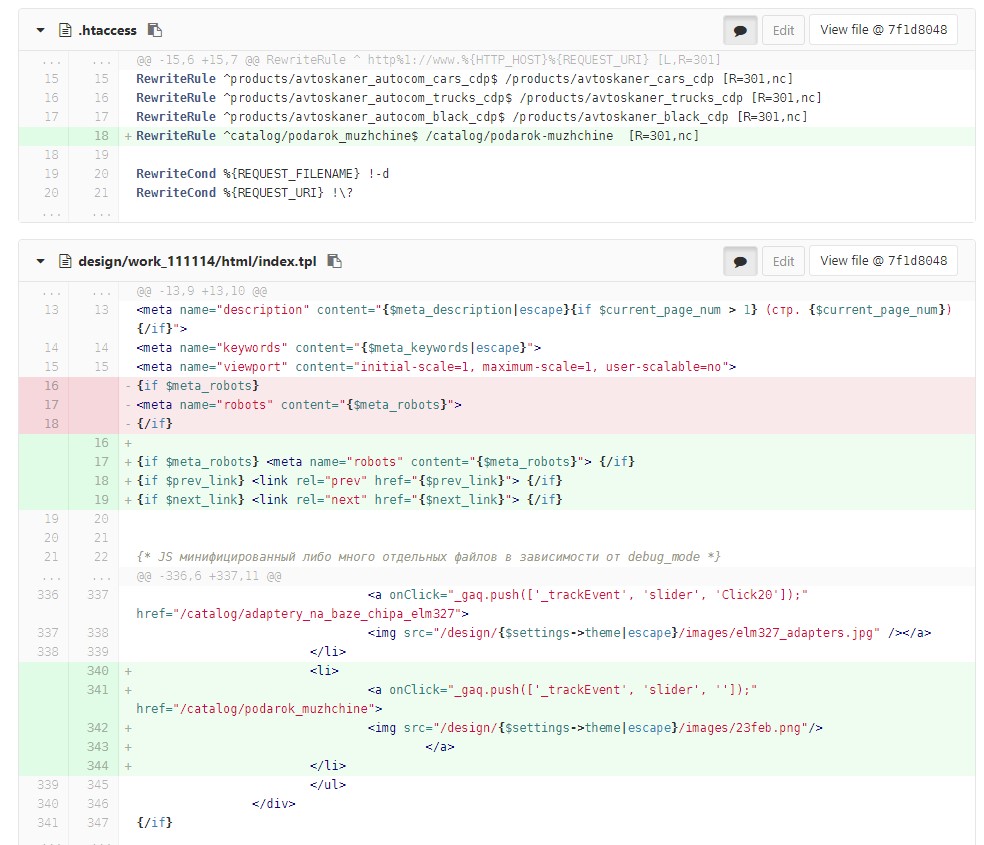 .htaccess Edit View file @ 7f1d8048
... ... @@ -15,6 +15,7 @@ RewriteRule ^ http%1://www.%{HTTP_HOST}%{REQUEST_URI} [L,R=301]
15 15 RewriteRule ^products/avtoskaner_autocom_cars_cdp$ /products/avtoskaner_cars_cdp [R=301,nc]
16 16 RewriteRule ^products/avtoskaner_autocom_trucks_cdp$ /products/avtoskaner_trucks_cdp [R=301,nc]
17 17 RewriteRule ^products/avtoskaner_autocom_black_cdp$ /products/avtoskaner_black_cdp [R=301,nc]
18 + RewriteRule ^catalog/podarok_muzhchine$ /catalog/podarok-muzhchine  [R=301,nc]
18 19
19 20 RewriteCond %{REQUEST_FILENAME} !-d
20 21 RewriteCond %{REQUEST_URI} !\?
... ...
design/work_111114/html/index.tpl Edit View file @ 7f1d8048
... ... @@ -13,9 +13,10 @@
13 13 <meta name="description" content="{$meta_description|escape}{if $current_page_num > 1} (стр. {$current_page_num})
{/if}">
14 14 <meta name="keywords" content="{$meta_keywords|escape}">
15 15 <meta name="viewport" content="initial-scale=1, maximum-scale=1, user-scalable=no">
16 - {if $meta_robots}
17 - <meta name="robots" content="{$meta_robots}">
18 - {/if}
16 +
17 + {if $meta_robots} <meta name="robots" content="{$meta_robots}"> {/if}
18 + {if $prev_link} <link rel="prev" href="{$prev_link}"> {/if}
19 + {if $next_link} <link rel="next" href="{$next_link}"> {/if}
19 20
20 21
21 22 {* JS минифицированный либо много отдельных файлов в зависимости от debug_mode *}
... ... @@ -336,6 +337,11 @@
336 337 <a onClick="_gaq.push(['_trackEvent', 'slider', 'Click20']);"
href="/catalog/adaptery_na_baze_chipa_elm327">
337 338 <img src="/design/{$settings->theme|escape}/images/elm327_adapters.jpg" /></a>
338 339 </li>
340 + <li>
341 + <a onClick="_gaq.push(['_trackEvent', 'slider', '']);"
href="/catalog/podarok_muzhchine">
342 + <img src="/design/{$settings->theme|escape}/images/23feb.png"/>
343 + </a>
344 + </li>
339 345 </ul>
340 346 </div>
341 347 {/if}